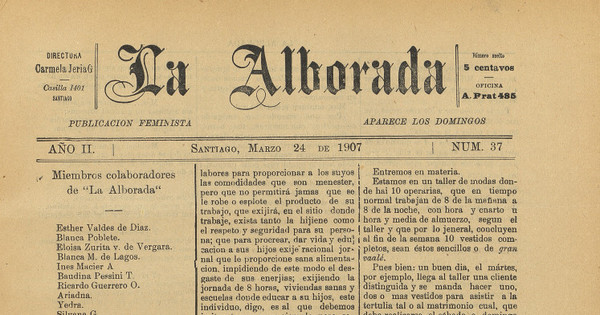 DIRECTORA
Carmela Jeria G
Casilla 1401
SANTIAGO
La Alborada
Número suelto
5 centavos
OFICINA
A. Prat 485
PUBLICACION FEMINISTA
APARECE LOS DOMINGOS
AÑO II.
SANTIAGO, MARZO 24 DE 1907
NUM. 37
Miembros colaboradores
de "La Alborada"
Esther Valdes de Diaz.
Blanca Poblete.
Eloisa Zurita v. de Vergara.
Blanca M. de Lagos.
Ines Macier A
Baudina Pessini T.
Ricardo Guerrero O.
Ariadna.
Yedra.
labores para proporcionar a los suyos
las comodidades que son menester,
pero que no permitirá jamas que se
le robe o esplote el producto de su
trabajo, que exijirá, en el sitio donde
trabaje, exista tanto la hijiene como
el respeto y seguridad para su perso-
na; que para procrear, dar vida y edu-
cacion a sus hijos exije racional jor-
nal que le proporcione sana alimenta-
cion, impidiendo de este modo el des-
gaste de sus enerjias; exijiendo la
jornada de 8 horas, viviendas sanas y
escuelas donde educar a su hijos, este
individuo, digo, es al que debemos
Entremos en materia.
Estamos en un taller de modas don-
de hai 10 operarias, que en tiempo
normal trabajan de 8 de la mañana a
8 de la noche, con hora y cuarto u
hora y media de almuerzo, segun el
taller y que por lo jeneral, concluyen
al fin de la semana 10 vestidos com-
pletos, sean éstos sencillos o de gran
vaalé.
Pues bien: un buen dia, el mártes,
por ejemplo, llega al taller una cliente
distinguida y se manda hacer uno,
dos o mas vestidos para asistir a la
tertulia tal o al matrimonio cual, que